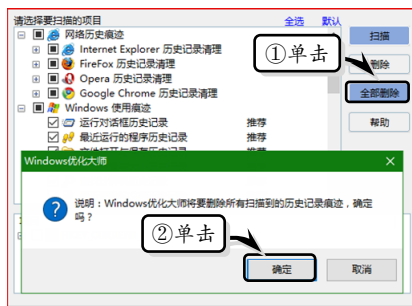 请选择要扫描的项目 全选 默认
网络历史痕迹 扫描
Internet Explorer 历史记录清理 ①单击
FireFox 历史记录清理 删除
Opera 历史记录清理
Google Chrome 历史记录清理 全部删除
Windows 使用痕迹
运行对话框历史记录 推荐 帮助
最近运行的程序历史记录 推荐
Windows优化大师
说明：Windows优化大师将要删除所有扫描到的历史记录痕迹，确定
吗？
②单击
确定 取消